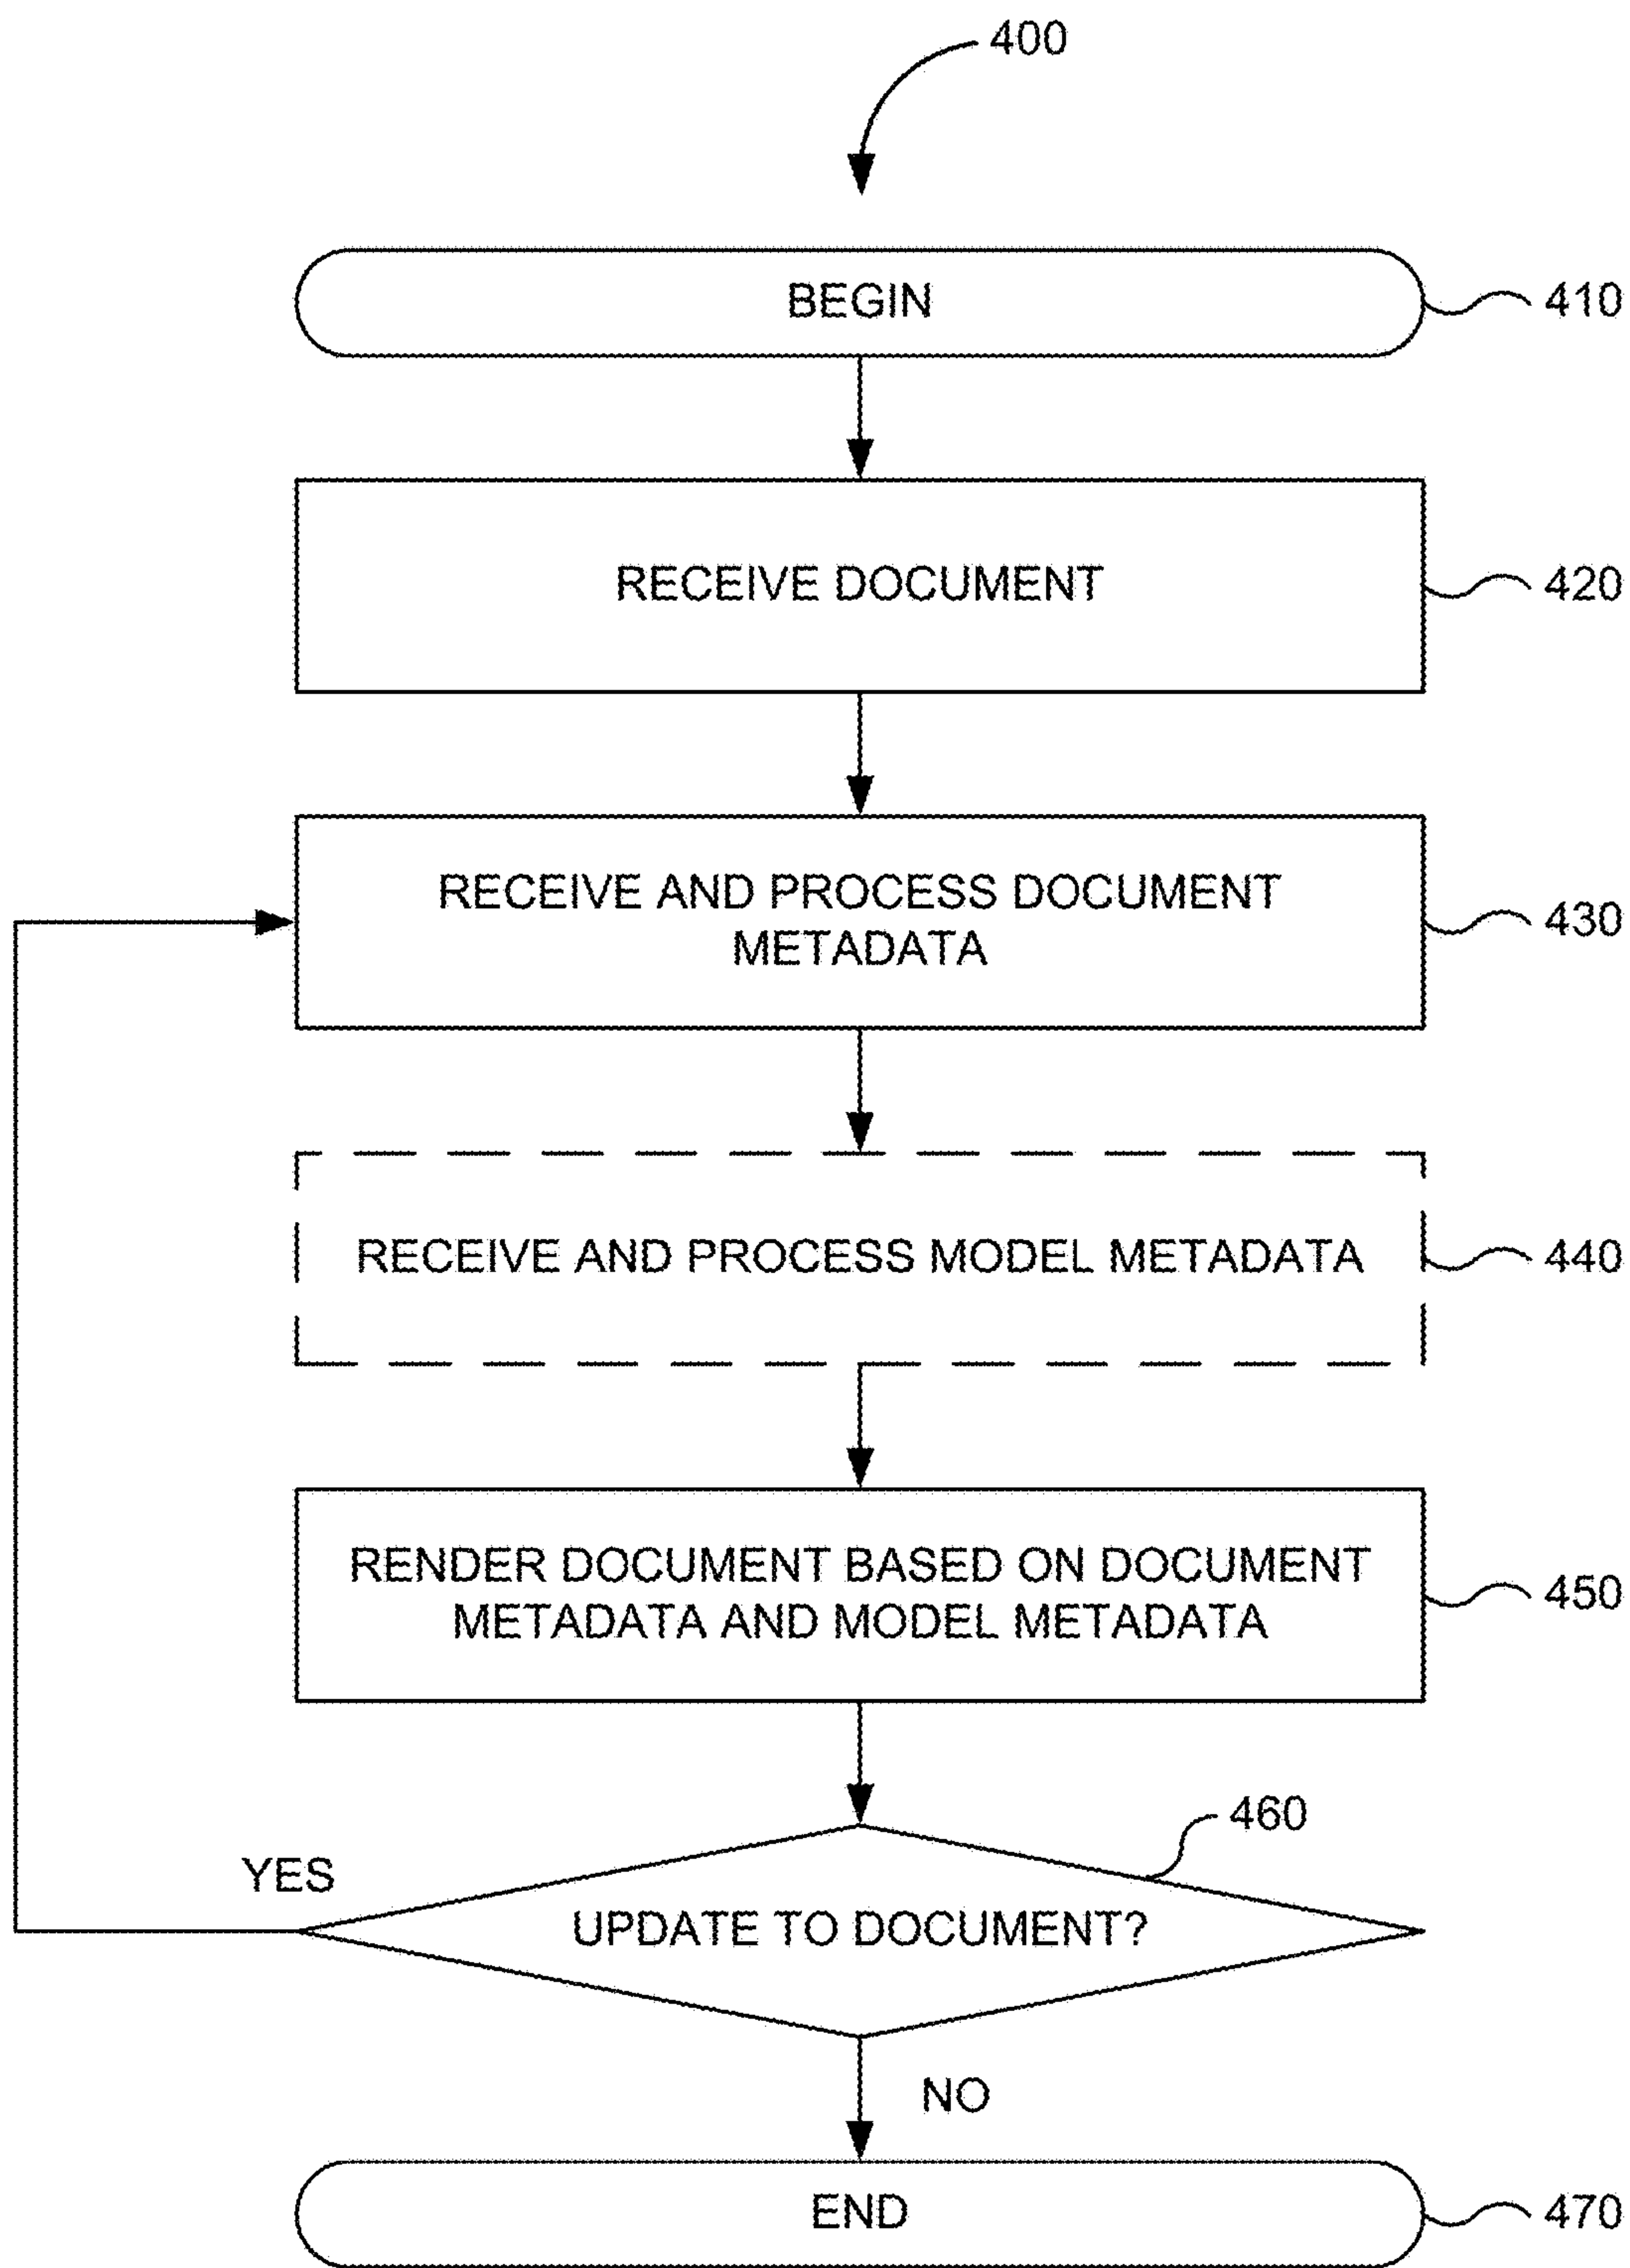 400
BEGIN
410
RECEIVE DOCUMENT
420
RECEIVE AND PROCESS DOCUMENT
METADATA
430
RECEIVE AND PROCESS MODEL METADATA
440
RENDER DOCUMENT BASED ON DOCUMENT
METADATA AND MODEL METADATA
450
460
YES
UPDATE TO DOCUMENT?
NO
END
470